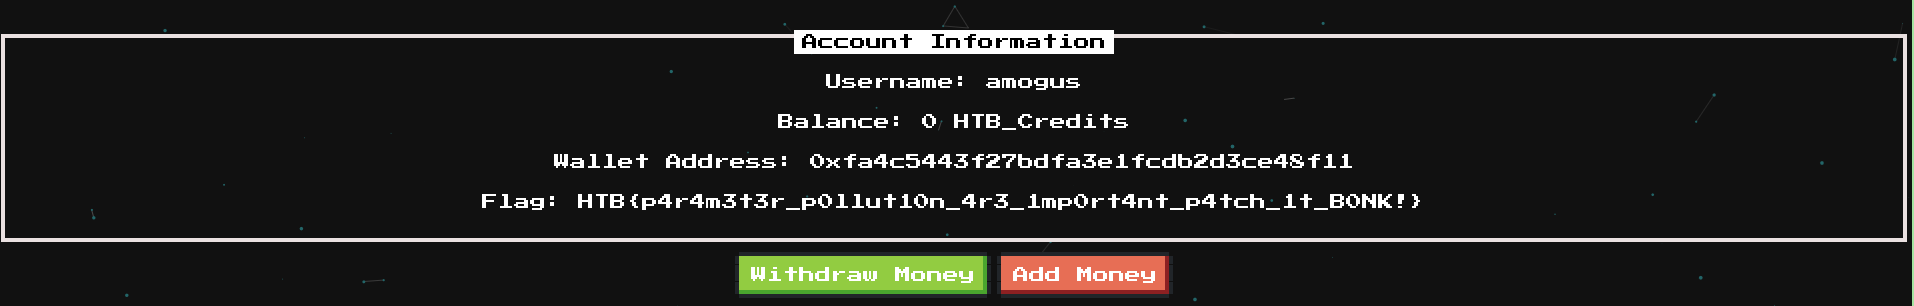 Account Information
Username: amogus
Balance: 0 HTB_Credits
Wallet Address: 0xfa4c5443f27bdfa3e1fcdb2d3ce48f11
Flag: HTB{p4r4m3t3r_p0llut10n_4r3_1mp0rt4nt_p4tch_1t_B0NK!}
Withdraw Money Add Money